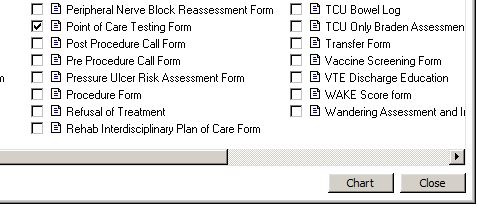 Peripheral Nerve Block Reassessment Form
Point of Care Testing Form
Post Procedure Call Form
Pre Procedure Call Form
Pressure Ulcer Risk Assessment Form
Procedure Form
Refusal of Treatment
Rehab Interdisciplinary Plan of Care Form
TCU Bowel Log
TCU Only Braden Assessmen
Transfer Form
Vaccine Screening Form
VTE Discharge Education
WAKE Score form
Wandering Assessment and I
Chart
Close